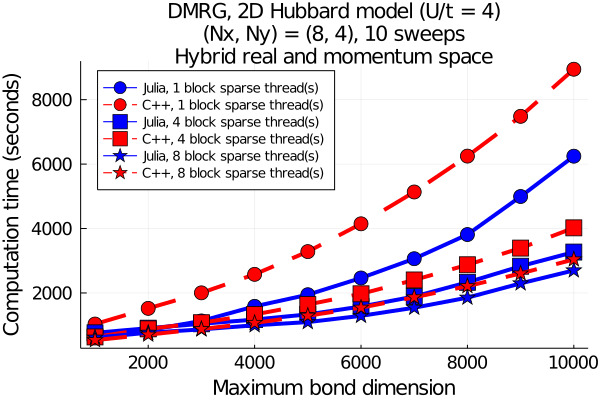 DMRG, 2D Hubbard model (U/t = 4)
(Nx, Ny) = (8, 4), 10 sweeps
Hybrid real and momentum space
Julia, 1 block sparse thread(s)
C++, 1 block sparse thread(s)
Julia, 4 block sparse thread(s)
C++, 4 block sparse thread(s)
Julia, 8 block sparse thread(s)
C++, 8 block sparse thread(s)
Computation time (seconds)
8000
6000
4000
2000
2000 4000 6000 8000 10000
Maximum bond dimension